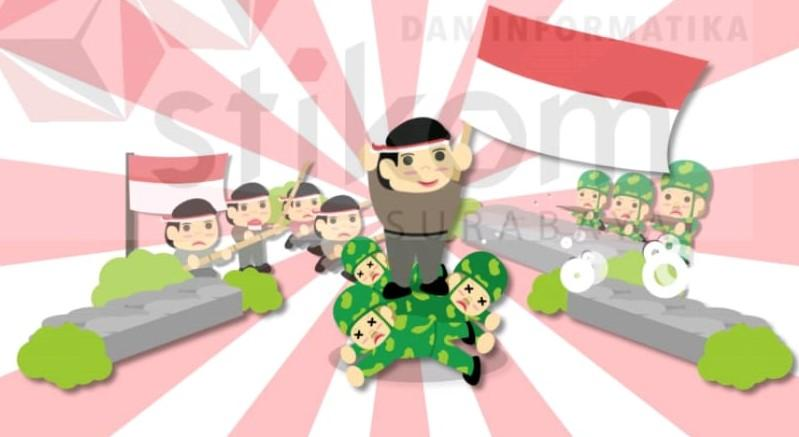 DAN INFORMATIKA
stikom
SURABAYA